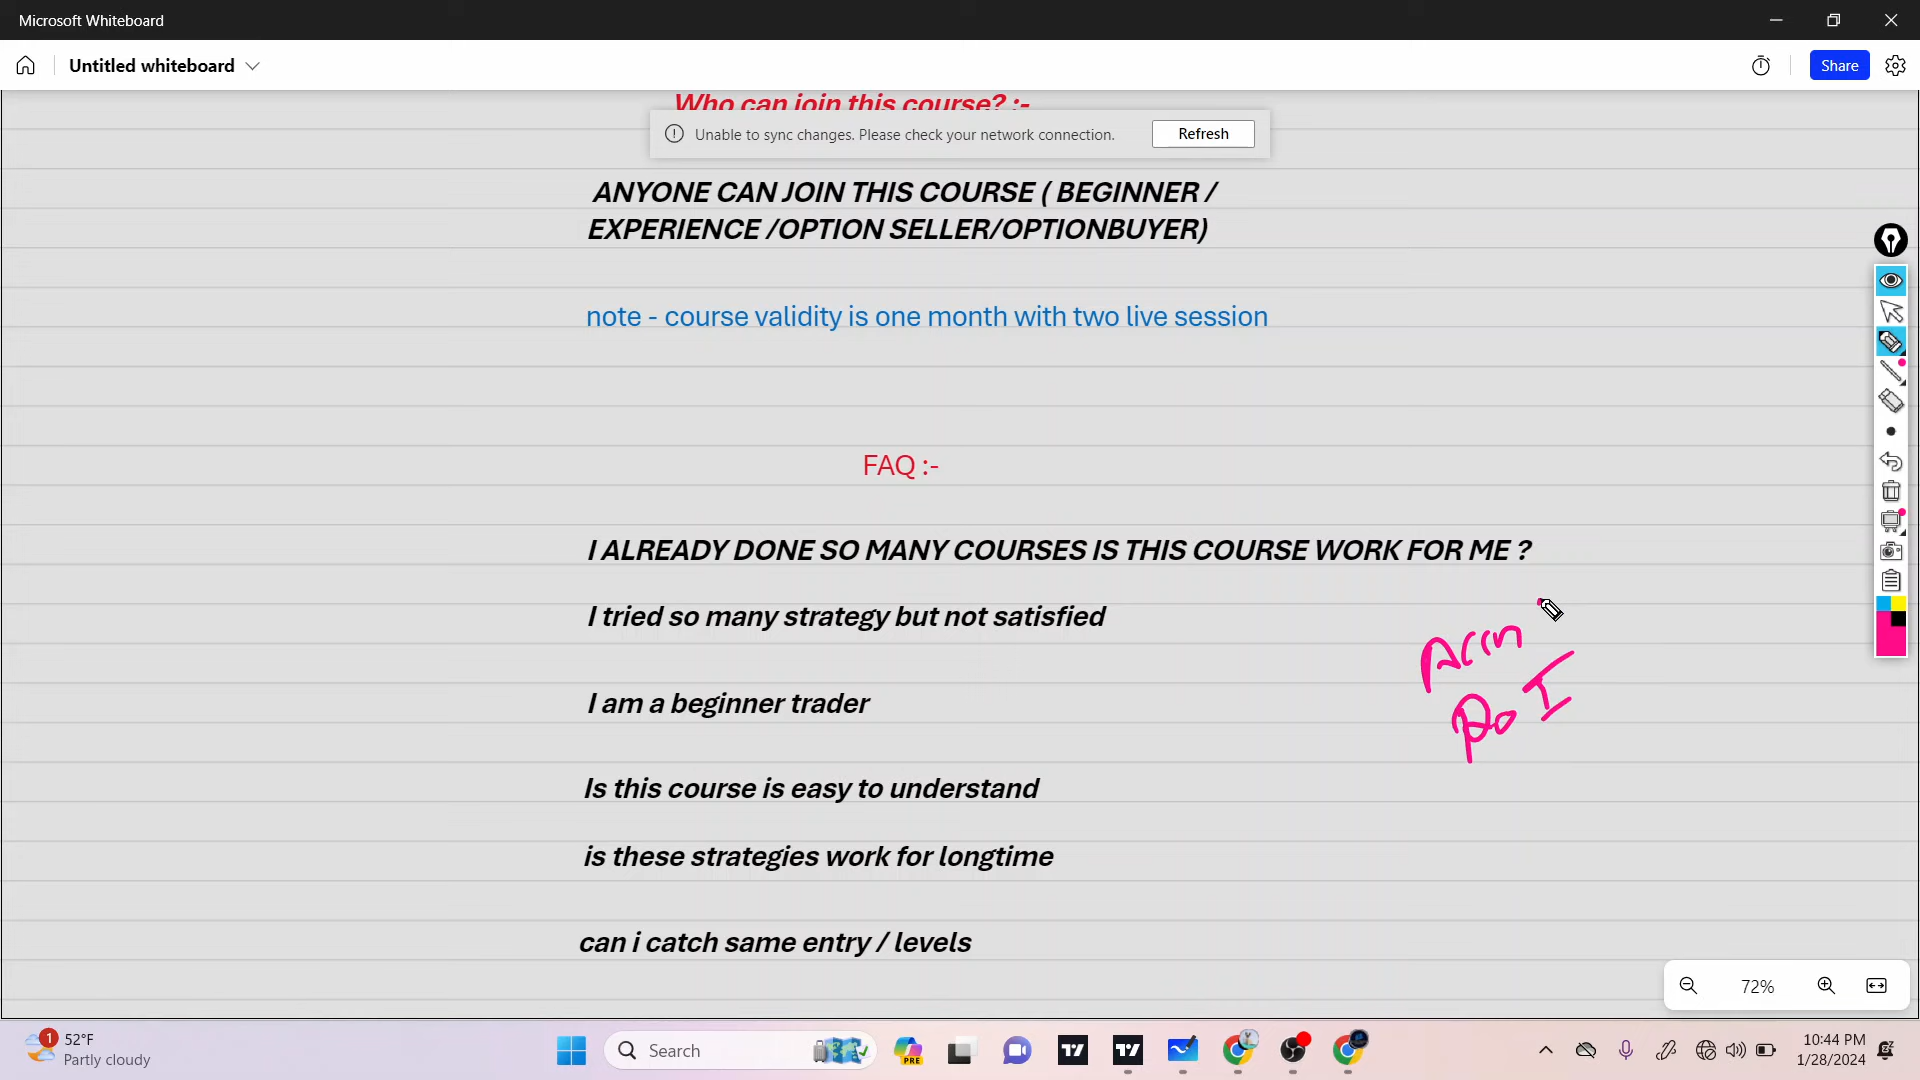 Microsoft Whiteboard
Untitled whiteboard
Share
Who can join this course? :-
Unable to sync changes. Please check your network connection.
Refresh
ANYONE CAN JOIN THIS COURSE ( BEGINNER /
EXPERIENCE /OPTION SELLER/OPTIONBUYER)
note - course validity is one month with two live session
FAQ :-
I ALREADY DONE SO MANY COURSES IS THIS COURSE WORK FOR ME ?
I tried so many strategy but not satisfied
I am a beginner trader
RoI
Is this course is easy to understand
is these strategies work for longtime
can i catch same entry / levels
72%
1
52°F
Partly cloudy
Search
PRE
10:44 PM
1/28/2024